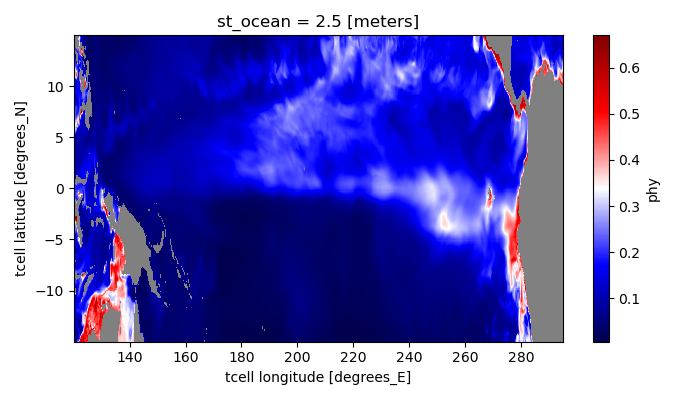 st_ocean = 2.5 [meters]
tcell latitude [degrees_N]
10
5
0
−5
−10
140 160 180 200 220 240 260 280
tcell longitude [degrees_E]
0.6
0.5
0.4
0.3
0.2
0.1
phy